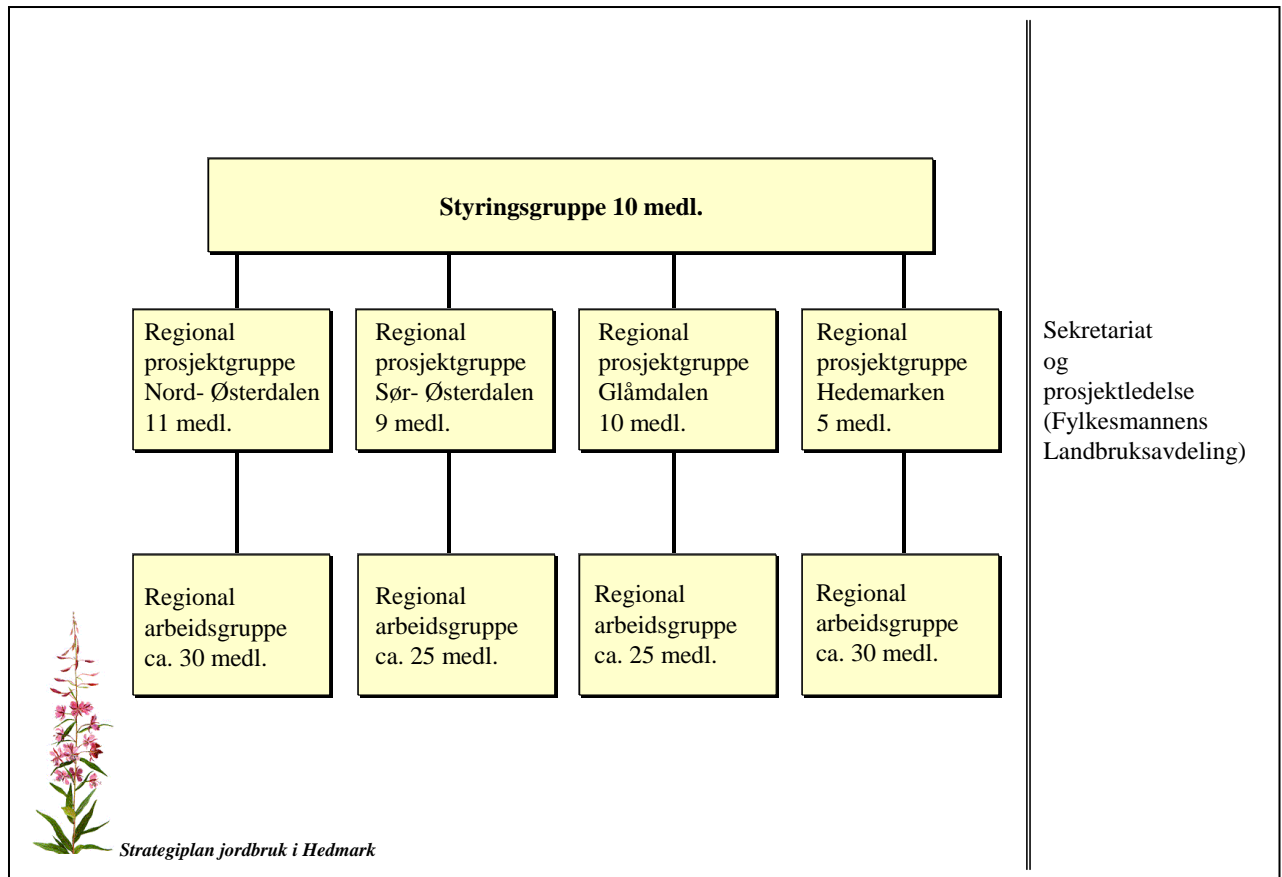 Styringsgruppe 10 medl.
Regional
prosjektgruppe
Nord- Østerdalen
11 medl.
Regional
prosjektgruppe
Sør- Østerdalen
9 medl.
Regional
prosjektgruppe
Glåmdalen
10 medl.
Regional
prosjektgruppe
Hedemarken
5 medl.
Regional
arbeidsgruppe
ca. 30 medl.
Regional
arbeidsgruppe
ca. 25 medl.
Regional
arbeidsgruppe
ca. 25 medl.
Regional
arbeidsgruppe
ca. 30 medl.
Sekretariat
og
prosjektledelse
(Fylkesmannens
Landbruksavdeling)
Strategiplan jordbruk i Hedmark